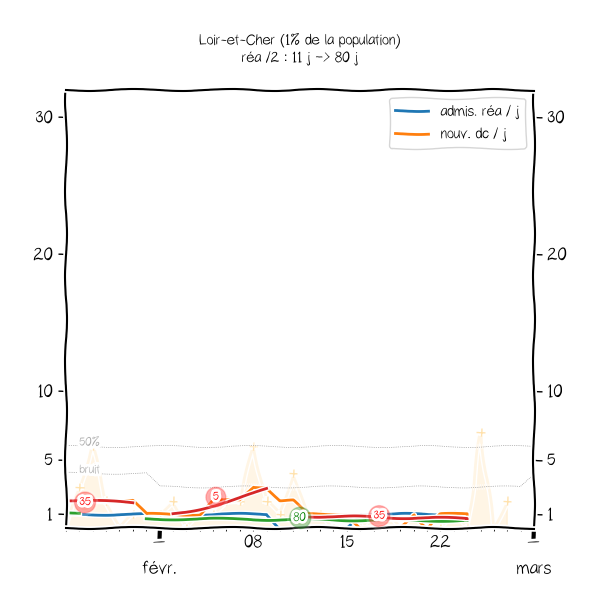 Loir-et-Cher (1% de la population)
réa /2 : 11 j -> 80 j
admis. réa / j
nouv. dc / j
30
30
20
20
10
10
50%
5
5
bruit
35
5
80
35
1
1
08
15
22
févr.
mars